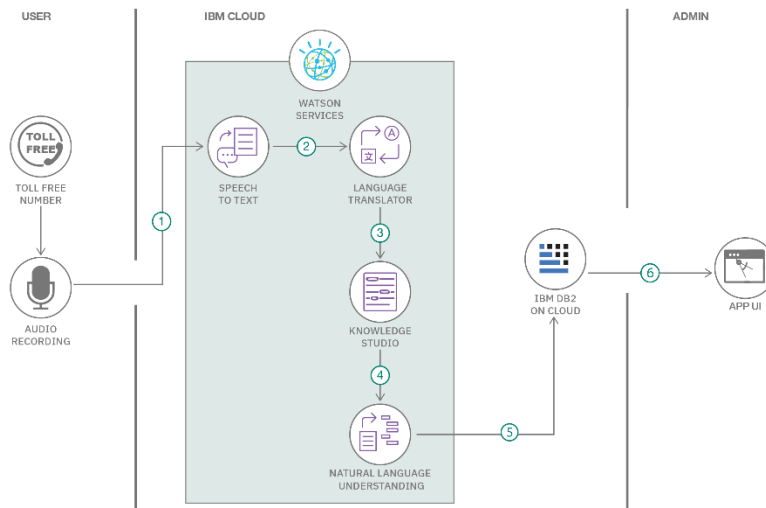 USER
IBM CLOUD
ADMIN
WATSON
SERVICES
TOLL
FREE
TOLL FREE
NUMBER
AUDIO
RECORDING
1
SPEECH
TO TEXT
2
A
文
LANGUAGE
TRANSLATOR
3
KNOWLEDGE
STUDIO
4
NATURAL LANGUAGE
UNDERSTANDING
5
IBM DB2
ON CLOUD
6
APP UI